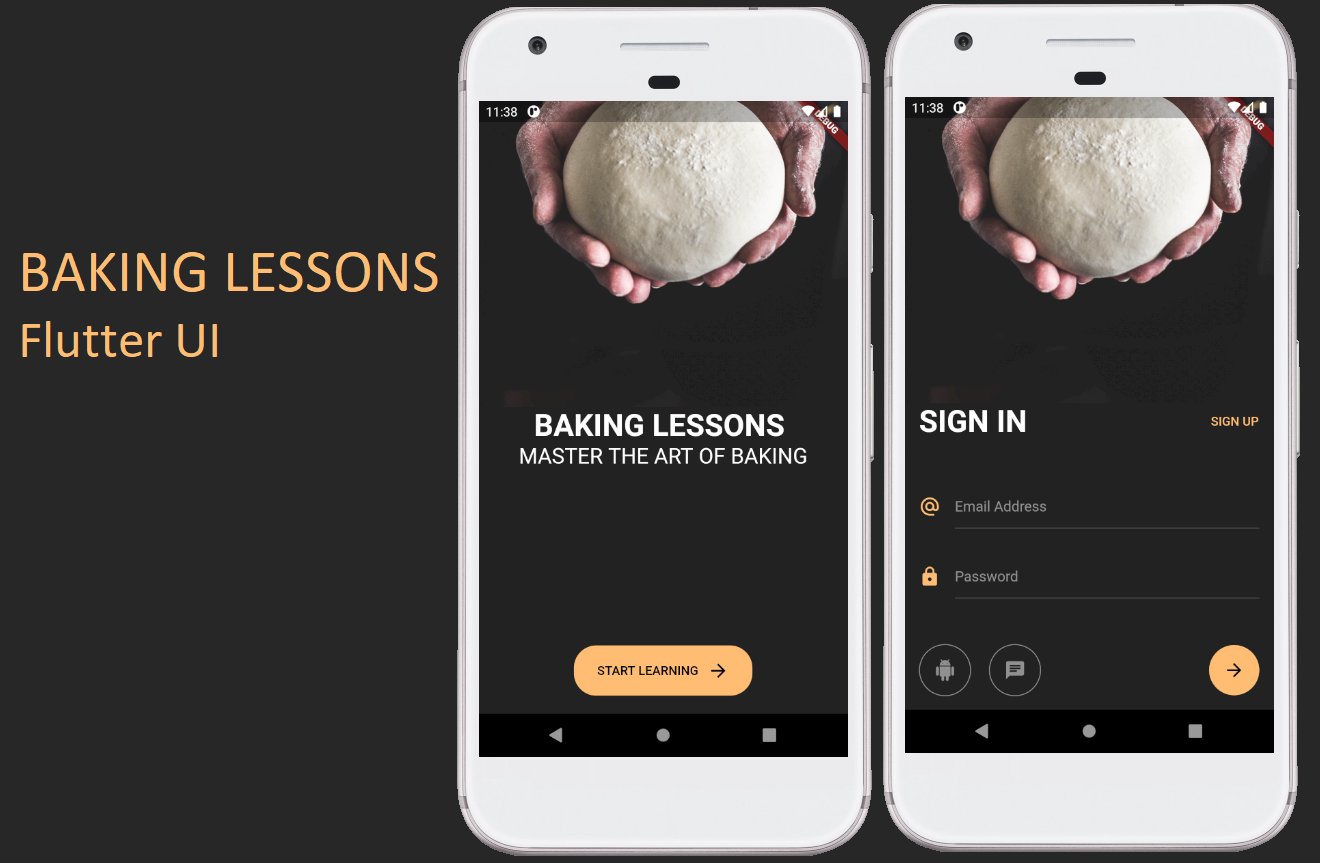 BAKING LESSONS
Flutter UI
11:38
DEBUG
BAKING LESSONS
MASTER THE ART OF BAKING
START LEARNING
11:38
DEBUG
SIGN IN
SIGN UP
Email Address
Password